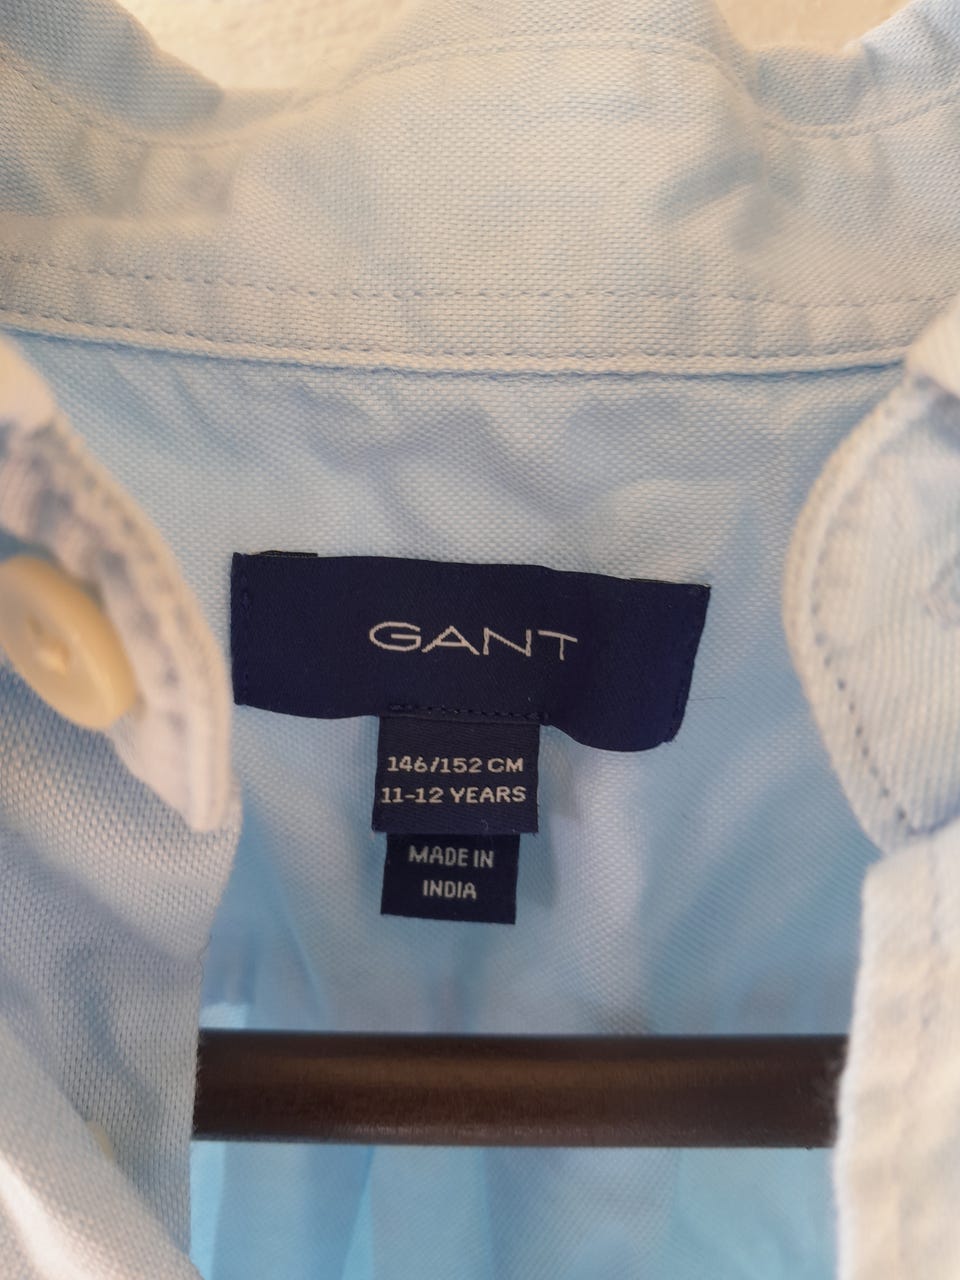 GANT
146/152 CM
11-12 YEARS
MADE IN
INDIA